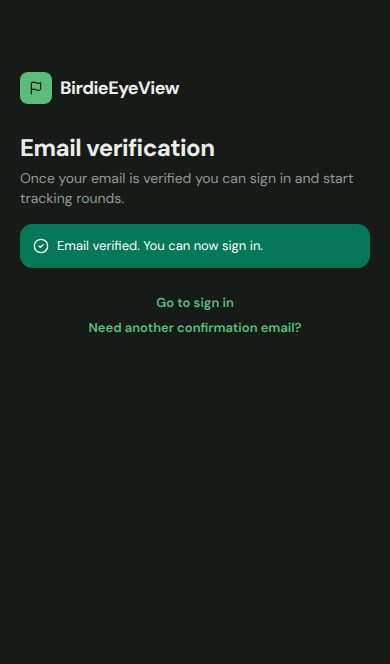 BirdieEyeView
Email verification
Once your email is verified you can sign in and start
tracking rounds.
Email verified. You can now sign in.
Go to sign in
Need another confirmation email?